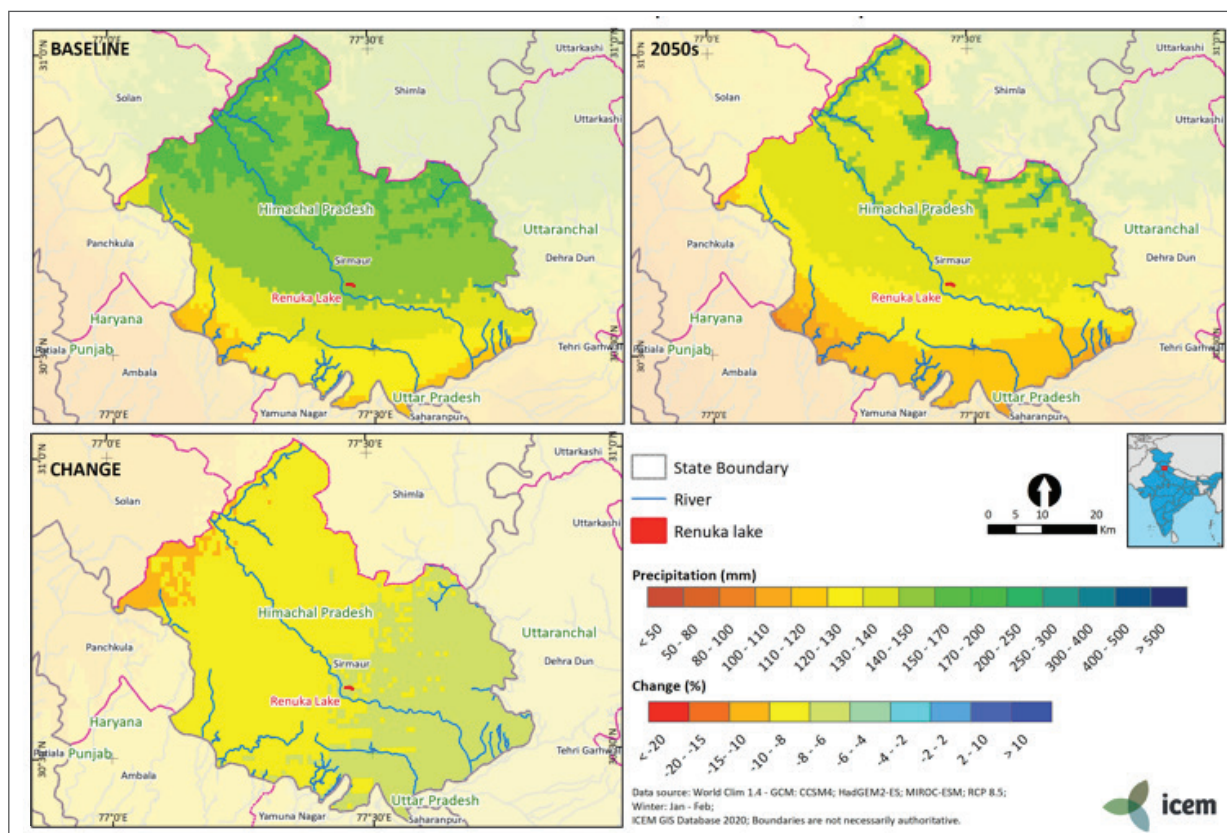 BASELINE
77°30'E
31°0'N
Uttarkashi
Solan
Shimla
Uttarkashi
Himachal Pradesh
Uttaranchal
Panchkula
Sirmaur
Dehra Dun
Renuka Lake
Haryana
Patiala
Punjab
Tehri Garhwal
30°30'N
Ambala
Uttar Pradesh
77°0'E
Yamuna Nagar
77°30'E
Saharanpur
2050s
77°30'E
31°0'N
Uttarkashi
Solan
Shimla
Uttarkashi
Himachal Pradesh
Uttaranchal
Panchkula
Sirmaur
Dehra Dun
Renuka Lake
Haryana
Patiala
Punjab
Tehri Garhwal
30°30'N
Ambala
Uttar Pradesh
77°0'E
Yamuna Nagar
77°30'E
Saharanpur
CHANGE
77°0'E
77°30'E
31°0'N
Uttarkashi
Solan
Shimla
Uttarkashi
Himachal Pradesh
Uttaranchal
Panchkula
Sirmaur
Dehra Dun
Renuka Lake
Haryana
Patiala
Punjab
Tehri Garhwal
30°30'N
Ambala
Uttar Pradesh
Yamuna Nagar
Saharanpur
State Boundary
River
Renuka lake
0 5 10 20
Km
Precipitation (mm)
< 50
50 - 80
80 - 100
100 - 110
110 - 120
120 - 130
130 - 140
140 - 150
150 - 170
170 - 200
200 - 250
250 - 300
300 - 400
400 - 500
> 500
Change (%)
< -20
-20 - -15
-15 - -10
-10 - -8
-8 - -6
-6 - -4
-4 - -2
-2 - 2
2 - 10
> 10
Data source: World Clim 1.4 - GCM: CCSM4; HadGEM2-ES; MIROC-ESM; RCP 8.5;
Winter: Jan - Feb;
ICEM GIS Database 2020; Boundaries are not necessarily authoritative.
icem